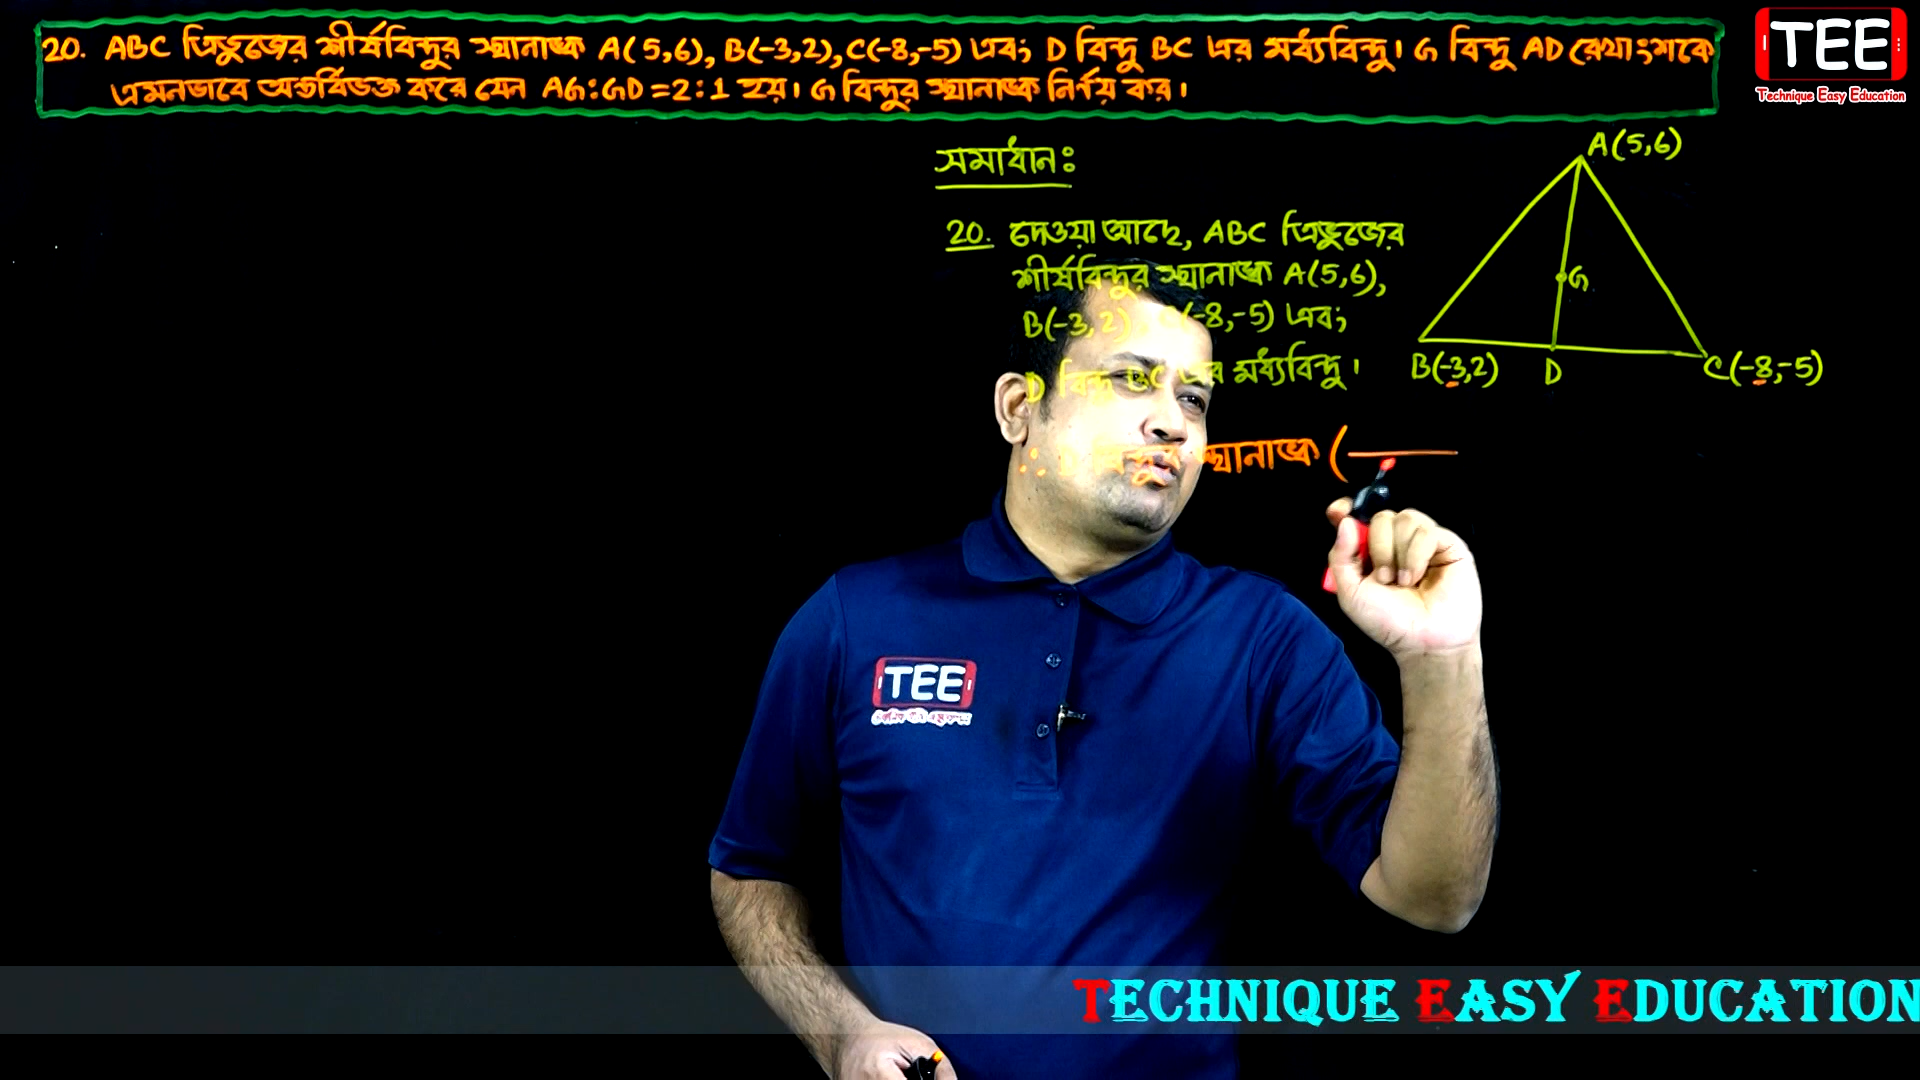 20. ABC ত্রিভুজের শীর্ষবিন্দুর স্থানাঙ্ক A(5,6), B(-3,2), C(-8,-5) এবং D বিন্দু BC এর মধ্যবিন্দু। G বিন্দু AD রেখাংশকে
এমনভাবে অন্তর্বিভক্ত করে যেন AG:GD=2:1 হয়। G বিন্দুর স্থানাঙ্ক নির্ণয় কর।
TEE
Technique Easy Education
সমাধানঃ
A(5,6)
20. দেওয়া আছে, ABC ত্রিভুজের
শীর্ষবিন্দুর স্থানাঙ্ক A(5,6),
G
B(-3,2), C(-8,-5) এবং
D বিন্দু BC এর মধ্যবিন্দু।
B(-3,2) D C(-8,-5)
∴ D স্থানাঙ্ক (
TEE
TECHNIQUE EASY EDUCATION